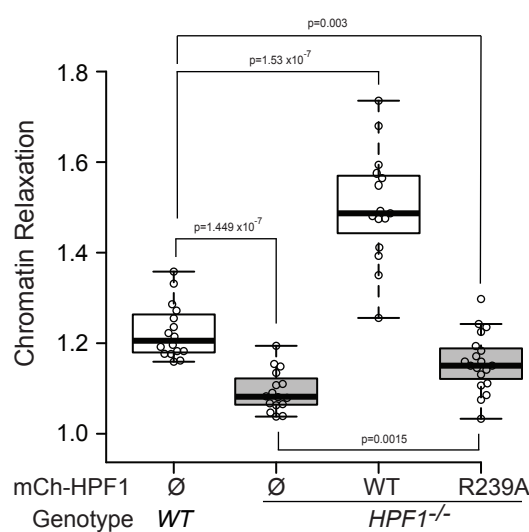 p=0.003
p=1.53 x10-7
p=1.449 x10-7
Chromatin Relaxation
1.8
1.6
1.4
1.2
1.0
p=0.0015
mCh-HPF1 Ø Ø WT R239A
Genotype WT HPF1-/-